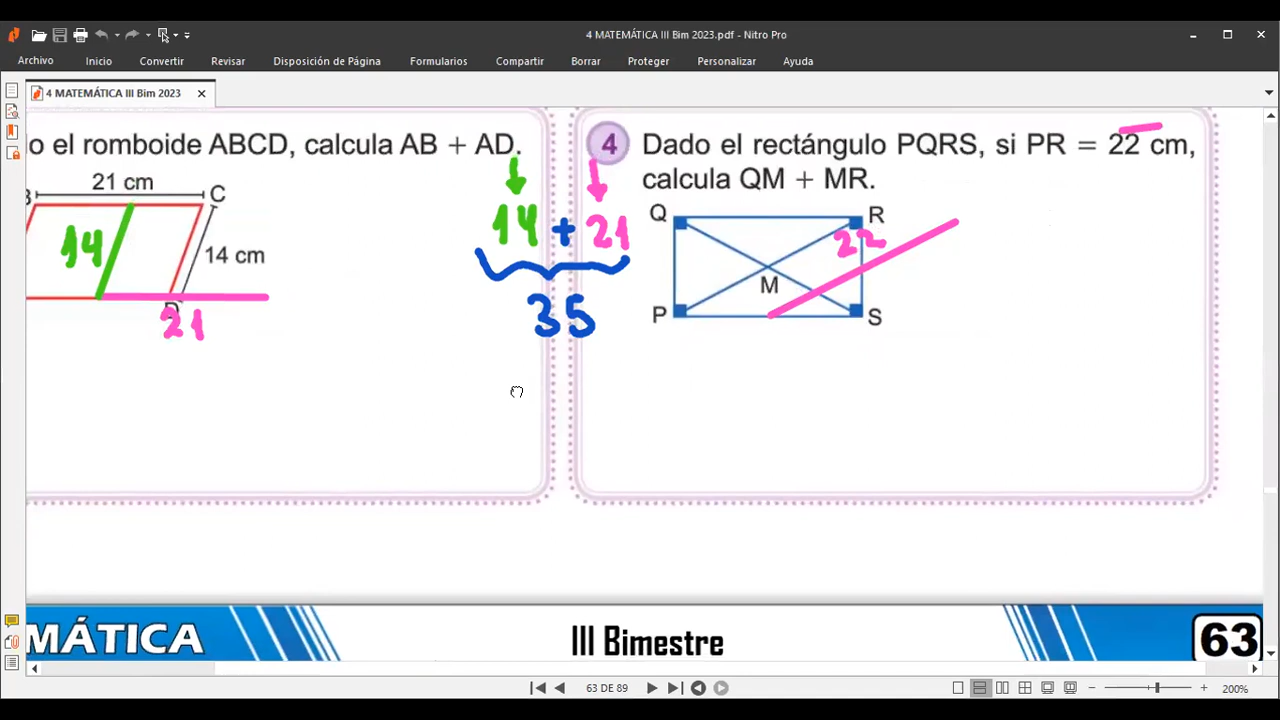 4 MATEMÁTICA III Bim 2023.pdf - Nitro Pro
Archivo Inicio Convertir Revisar Disposición de Página Formularios Compartir Borrar Proteger Personalizar Ayuda
4 MATEMÁTICA III Bim 2023
o el romboide ABCD, calcula AB + AD.
21 cm
C
14
14 cm
21
14 + 21
35
4 Dado el rectángulo PQRS, si PR = 22 cm,
calcula QM + MR.
Q R
22
M
P S
MÁTICA III Bimestre 63
63 DE 89
200%